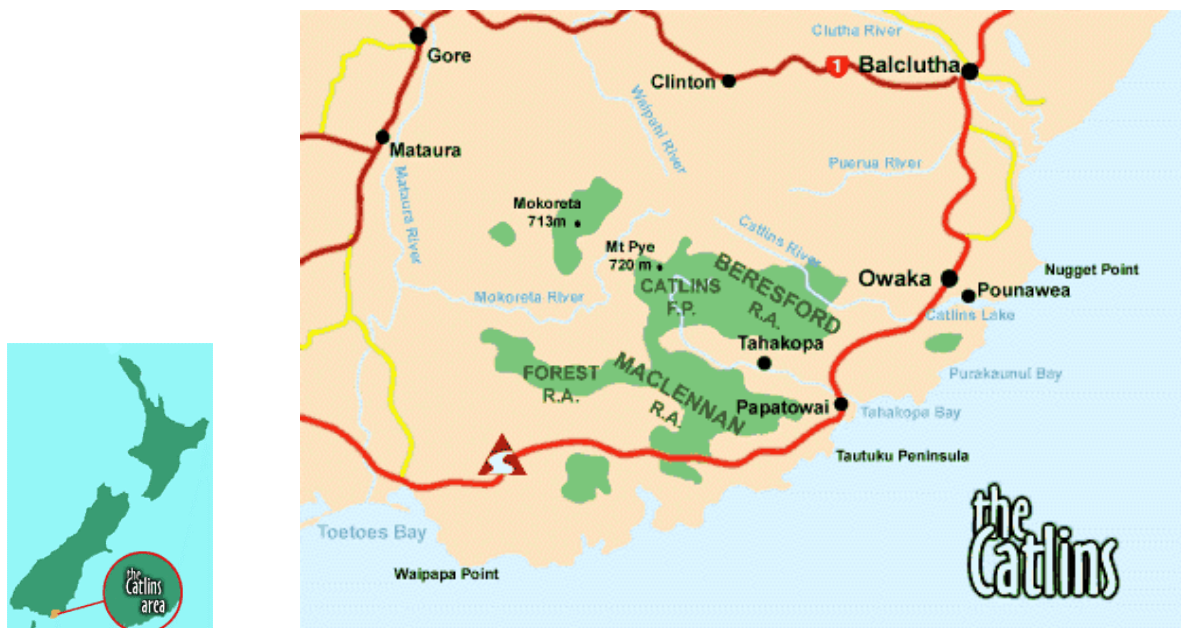 Clutha River
Gore
1
Balclutha
Clinton
Waipahi River
Mataura
Puerua River
Mataura River
Mokoreta
713m
Catlins River
Mt Pye
720 m
BERESFORD
R.A.
Nugget Point
Owaka
Pounawea
CATLINS
F.P.
Mokoreta River
Catlins Lake
Tahakopa
FOREST
R.A.
MACLENNAN
R.A.
Purakaunui Bay
Papatowai
Tahakopa Bay
Tautuku Peninsula
Toetoes Bay
Waipapa Point
the
Catlins
the
Catlins
area